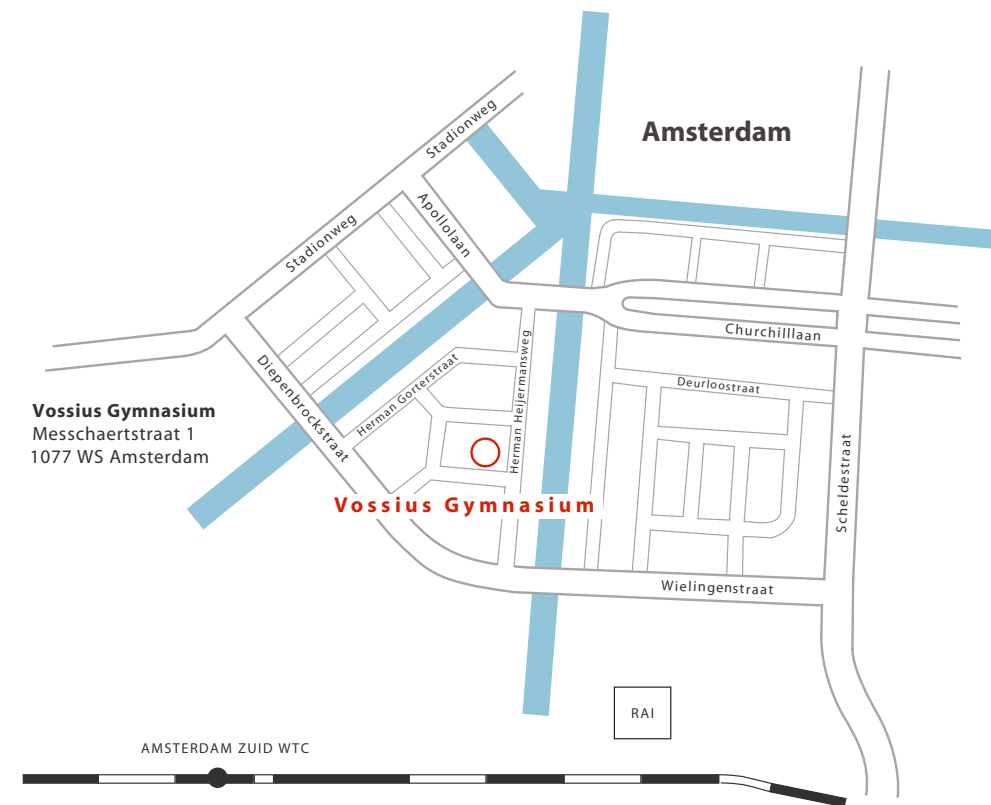 Stadionweg
Amsterdam
Stadionweg
Apollolaan
Churchilllaan
Diepenbrockstraat
Herman Gorterstraat
Herman Heijermansweg
Deurloostraat
Vossius Gymnasium
Messchaertstraat 1
1077 WS Amsterdam
Scheldestraat
Vossius Gymnasium
Wielingenstraat
RAI
AMSTERDAM ZUID WTC